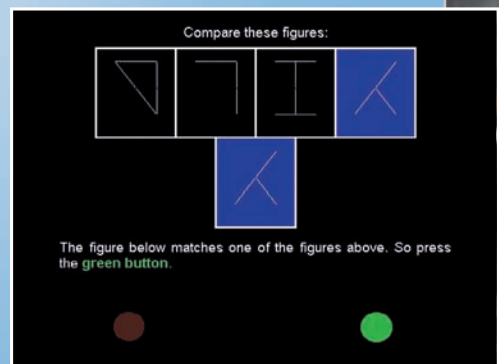 Compare these figures:
The figure below matches one of the figures above. So press
the green button.